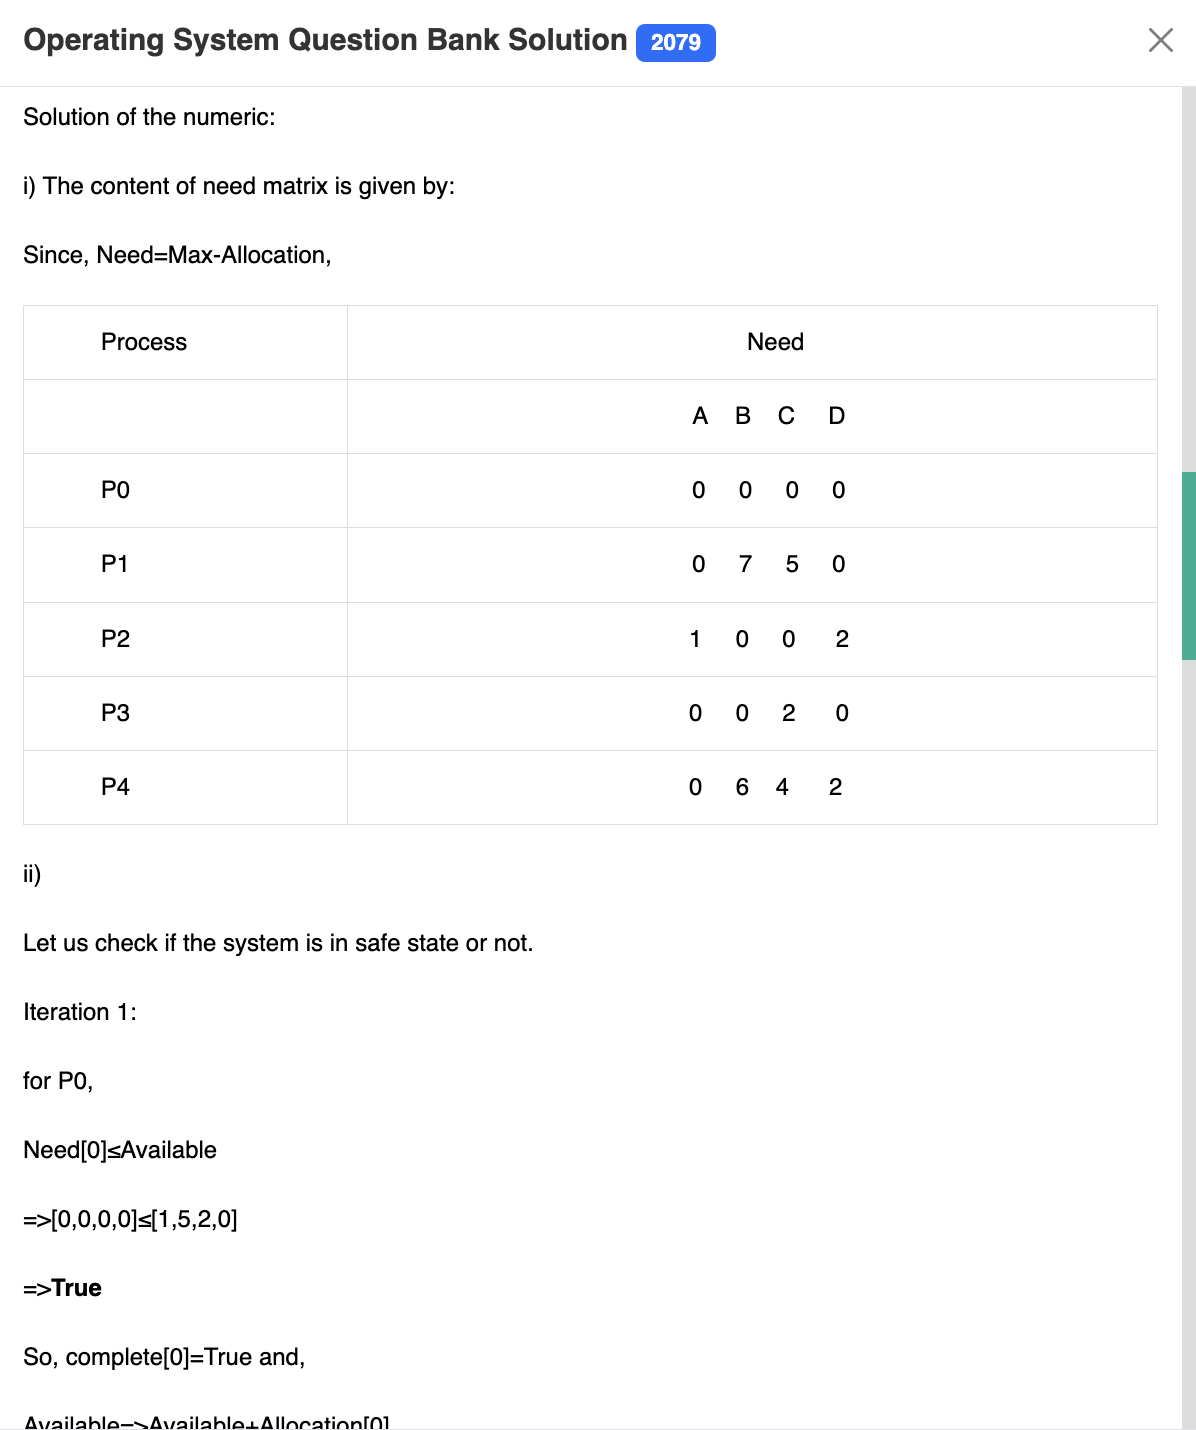 Operating System Question Bank Solution 2079
Solution of the numeric:
i) The content of need matrix is given by:
Since, Need=Max-Allocation,
Process Need
A B C D
P0 0 0 0 0
P1 0 7 5 0
P2 1 0 0 2
P3 0 0 2 0
P4 0 6 4 2
ii)
Let us check if the system is in safe state or not.
Iteration 1:
for P0,
Need[0]≤Available
=>[0,0,0,0]≤[1,5,2,0]
=>True
So, complete[0]=True and,
Available=>Available+Allocation[0]